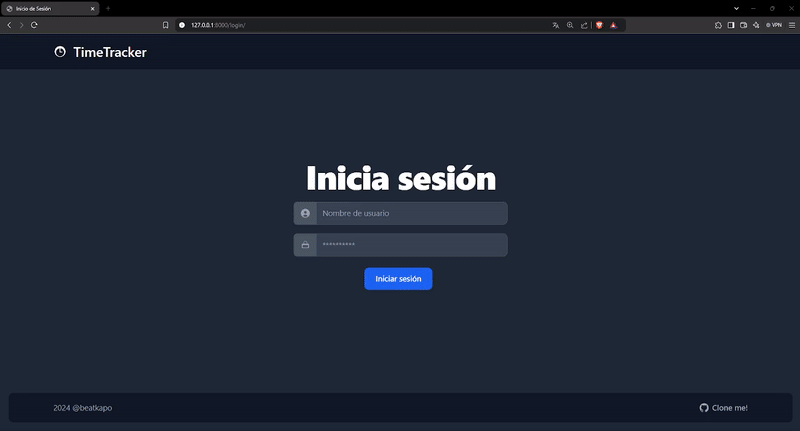 Inicio de Sesión
127.0.0.1:8000/login/
VPN
TimeTracker
Inicia sesión
Nombre de usuario
**********
Iniciar sesión
2024 @beatkapo
Clone me!